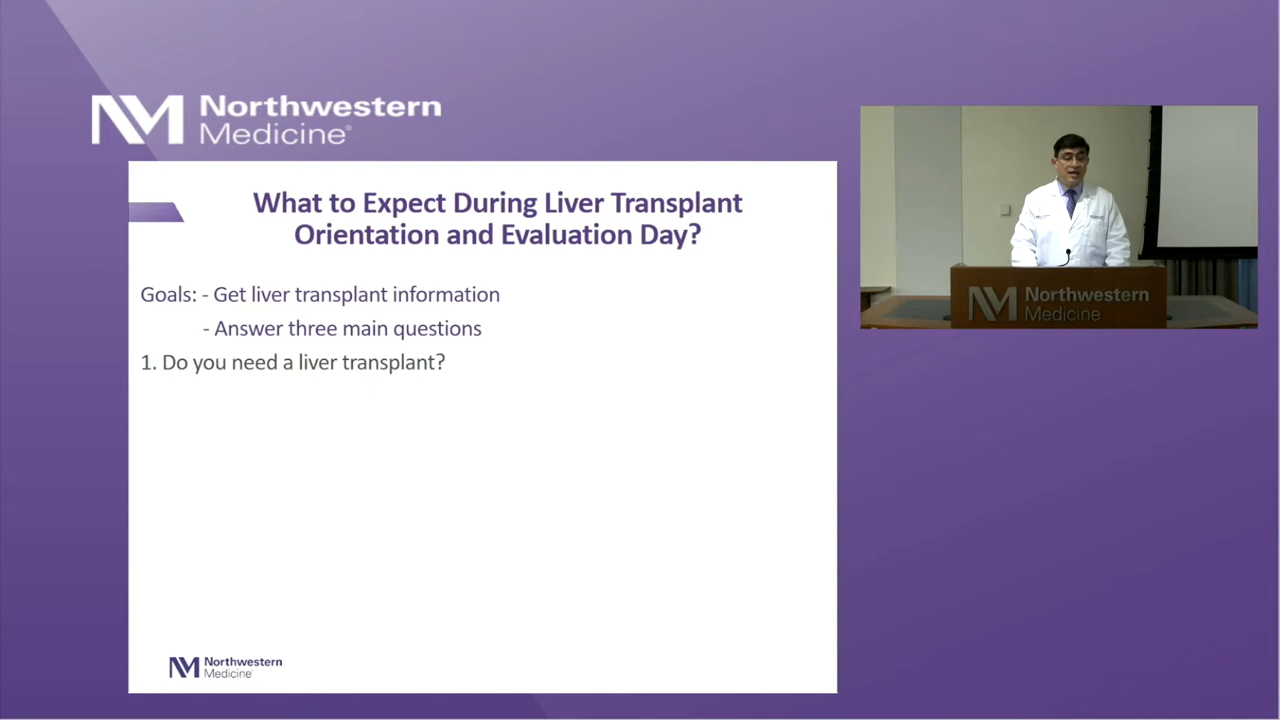 Northwestern
Medicine®
What to Expect During Liver Transplant
Orientation and Evaluation Day?
Goals: - Get liver transplant information
- Answer three main questions
1. Do you need a liver transplant?
Northwestern
Medicine
Northwestern
Medicine